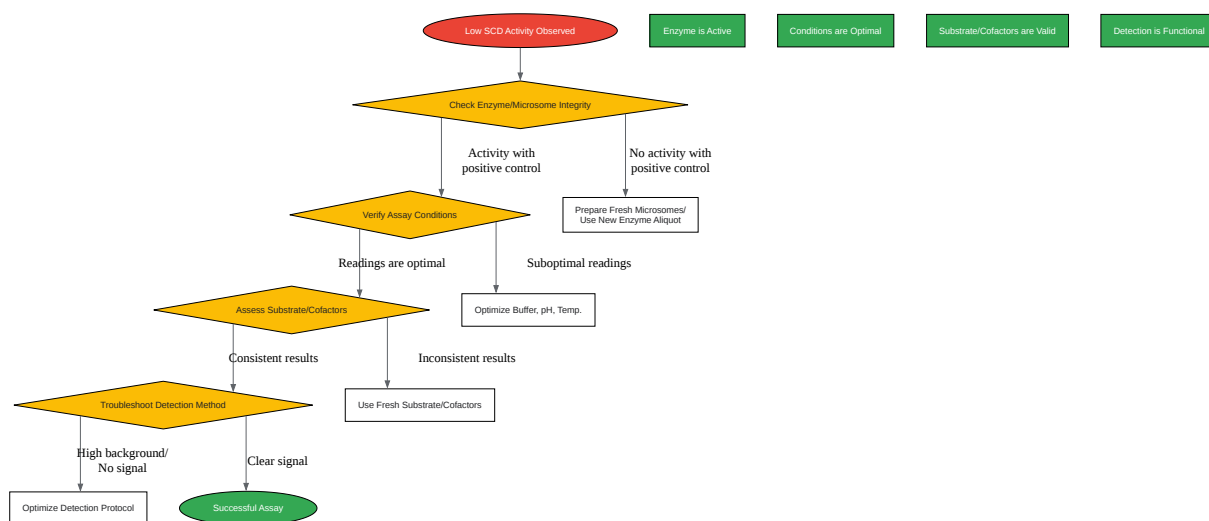 Low SCD Activity Observed
Enzyme is Active
Conditions are Optimal
Substrate/Cofactors are Valid
Detection is Functional
Check Enzyme/Microsome Integrity
Activity with
positive control
No activity with
positive control
Verify Assay Conditions
Prepare Fresh Microsomes/
Use New Enzyme Aliquot
Readings are optimal
Suboptimal readings
Assess Substrate/Cofactors
Optimize Buffer, pH, Temp.
Consistent results
Inconsistent results
Troubleshoot Detection Method
Use Fresh Substrate/Cofactors
High background/
No signal
Clear signal
Optimize Detection Protocol
Successful Assay